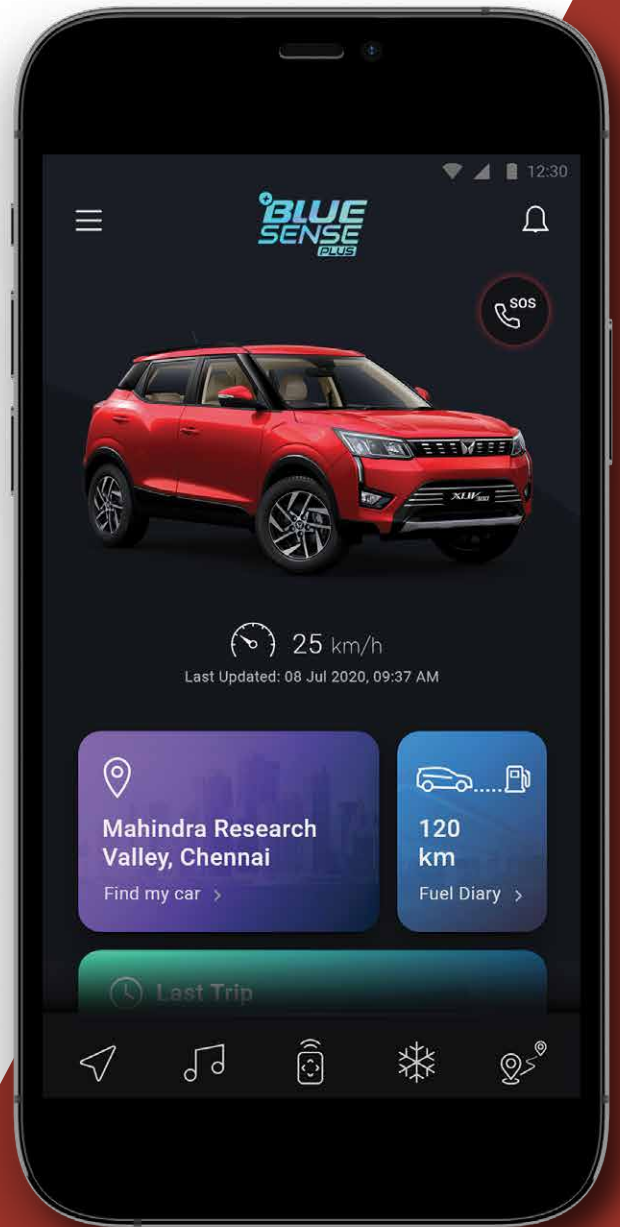 12:30
BLUE
SENSE
PLUS
SOS
XUV300
25 km/h
Last Updated: 08 Jul 2020, 09:37 AM
Mahindra Research
Valley, Chennai
Find my car >
120
km
Fuel Diary >
Last Trip